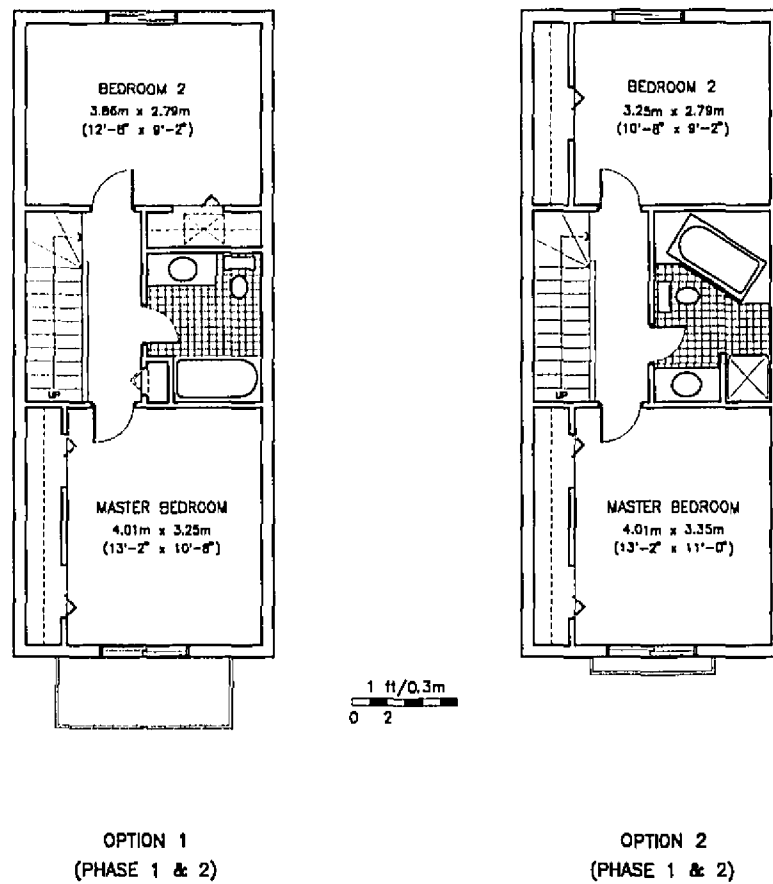 BEDROOM 2
3.86m x 2.79m
(12'-8" x 9'-2")
UP
MASTER BEDROOM
4.01m x 3.25m
(13'-2" x 10'-8")
OPTION 1
(PHASE 1 & 2)
BEDROOM 2
3.25m x 2.79m
(10'-8" x 9'-2")
UP
MASTER BEDROOM
4.01m x 3.35m
(13'-2" x 11'-0")
1 ft/0.3m
0 2
OPTION 2
(PHASE 1 & 2)